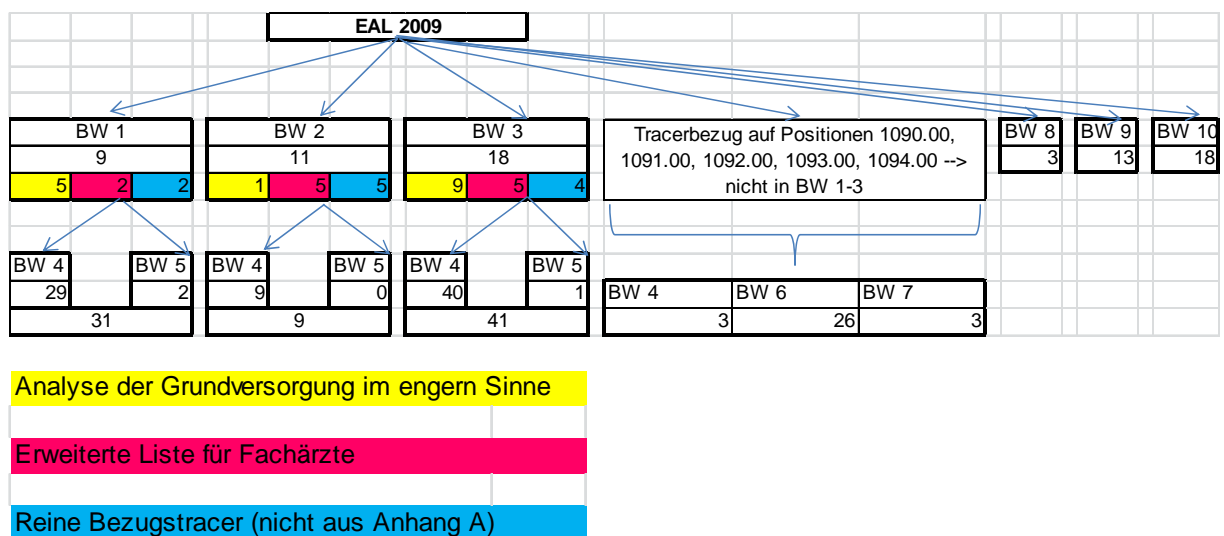 EAL 2009
BW 1 BW 2 BW 3 Tracerbezug auf Positionen 1090.00, BW 8 BW 9 BW 10
9 11 18 1091.00, 1092.00, 1093.00, 1094.00 --> 3 13 18
5 2 2 1 5 5 9 5 4 nicht in BW 1-3
BW 4 BW 5 BW 4 BW 5 BW 4 BW 5
29 2 9 0 40 1 BW 4 BW 6 BW 7
31 9 41 3 26 3
Analyse der Grundversorgung im engern Sinne
Erweiterte Liste für Fachärzte
Reine Bezugstracer (nicht aus Anhang A)